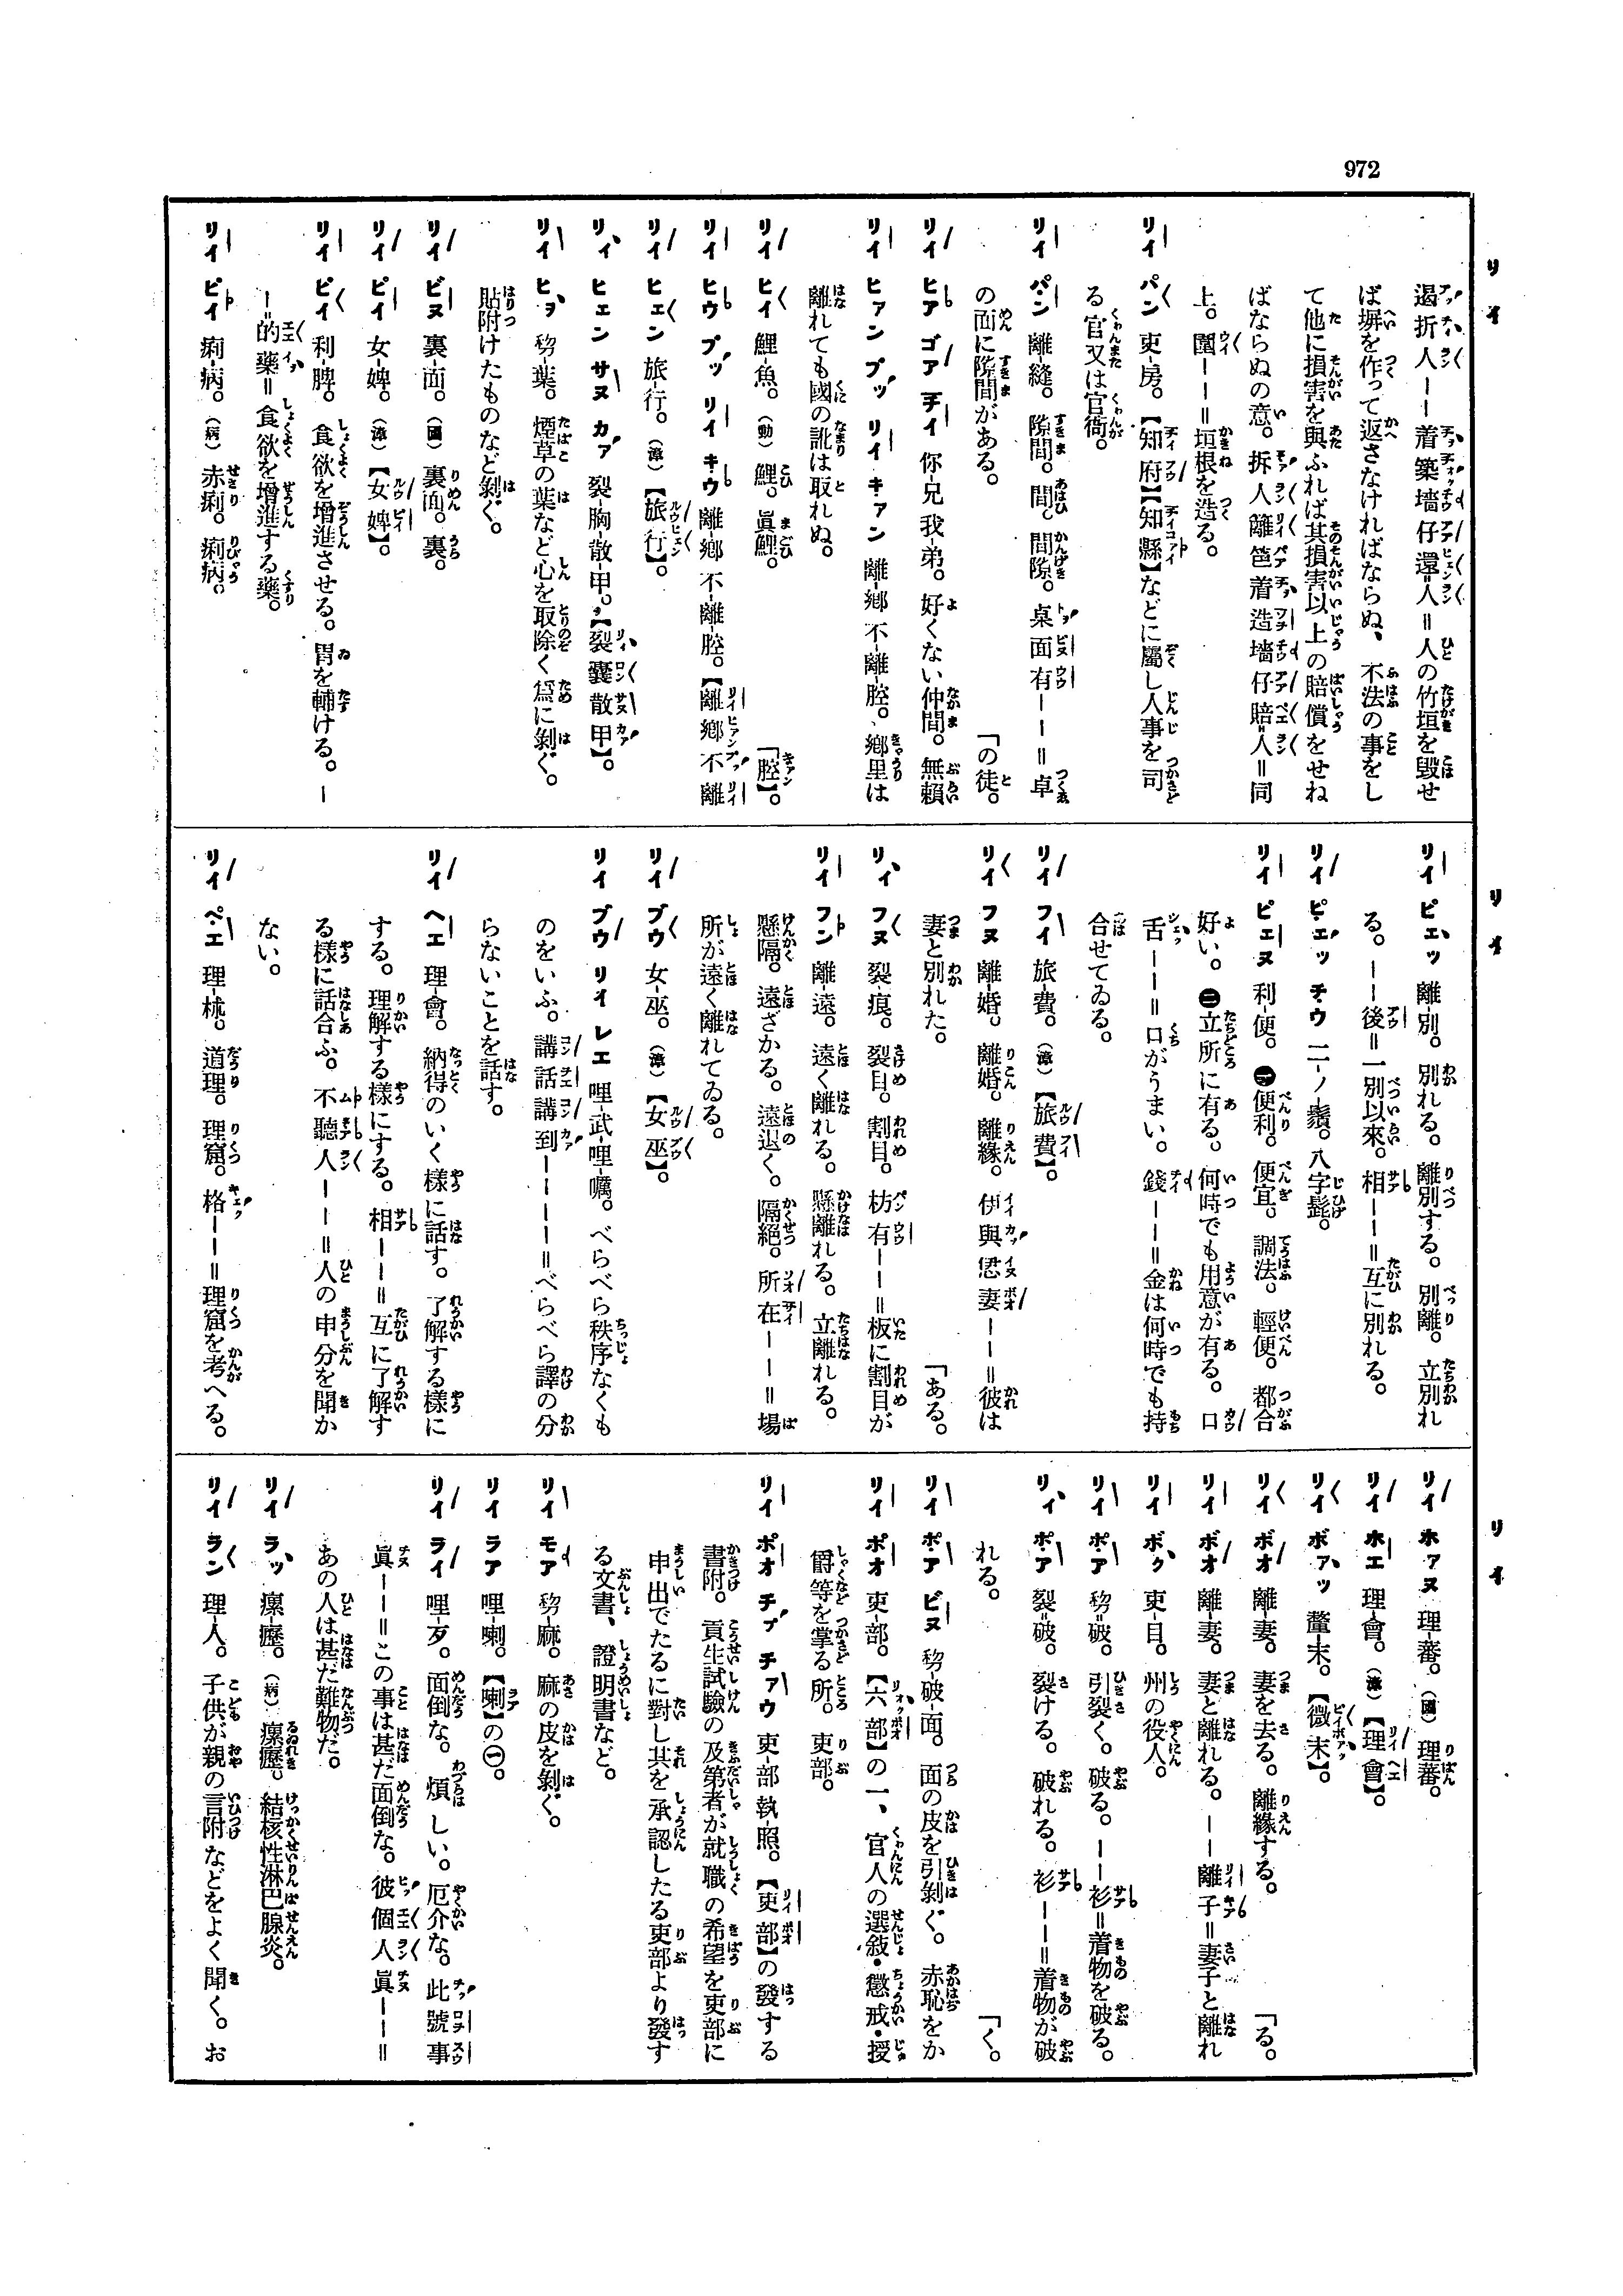 972
リイ
遏折人－－着築墻仔還人＝人の竹垣を毀せ
ば塀を作って返さなければならぬ、不法の事をし
て他に損害を與ふれば其損害以上の賠償をせね
ばならぬの意。拆人籬笆着造墻仔賠人＝同
上。圍－－＝垣根を造る。
リイ パン 吏-房。【知府】【知縣】などに屬し人事を司
る官又は官衙。
リイ パン 離-縫。隙間。間。間隙。桌面有－－＝卓
の面に隙間がある。
リイ ヒア ゴア チイ 你-兄 我-弟。好くない仲間。無賴
「の徒。
リイ ヒァン プッ リイ キァン 離-鄉 不-離-腔。鄉里は
離れても國の訛は取れぬ。
リイ ヒイ 鯉-魚。（動）鯉。眞鯉。
「腔】。
リイ ヒウ プッ リイ キウ 離-鄉 不-離-腔。【離鄉不離
リイ ヒェン 旅-行。（漳）【旅行】。
リイ ヒェン サヌ カァ 裂-胸-散-甲。【裂囊散甲】。
リイ ヒヲ 剺-葉。煙草の葉など心を取除く爲に剝ぐ。
貼附けたものなど剝ぐ。
リイ ビヌ 裏-面。（國）裏面。裏。
リイ ピイ 女-婢。（漳）【女婢】。
リイ ピイ 利-脾。食欲を增進させる。胃を輔ける。－
－＝的藥＝食欲を增進する藥。
リイ ピイ 痢-病。（病）赤痢。痢病。
リイ
リイ ピェッ 離-別。別れる。離別する。別離。立別れ
る。－－後＝一別以來。相－－＝互に別れる。
リイ ピェッ チウ 二-ノ-鬚。八字髭。
リイ ピェヌ 利-便。㊀便利。便宜。調法。輕便。都合
好い。㊁立所に有る。何時でも用意が有る。口
舌－－＝口がうまい。錢－－＝金は何時でも持
合せてゐる。
リイ フイ 旅-費。（漳）【旅費】。
リイ フヌ 離-婚。離婚。離緣。伊與恁妻－－＝彼は
妻と別れた。
リイ フヌ 裂-痕。裂目。割目。枋有－－＝板に割目が
「ある。
リイ フン 離-遠。遠く離れる。懸離れる。立離れる。
懸隔。遠ざかる。遠退く。隔絕。所在－－＝場
所が遠く離れてゐる。
リイ ブウ 女-巫。（漳）【女巫】。
リイ ブウ リイ レエ 哩-武-哩-囇。べらべら秩序なくも
のをいふ。講話講到－－－－＝べらべら譯の分
らないことを話す。
リイ ヘエ 理-會。納得のいく樣に話す。了解する樣に
する。理解する樣にする。相－－＝互に了解す
る樣に話合ふ。不聽人－－＝人の申分を聞か
ない。
リイ ペエ 理-。道理。理窟。格－－＝理窟を考へる。
リイ
リイ ホァヌ 理-審。（國）理審。
リイ ホエ 理-會。（漳）【理會】。
リイ ボァッ 釐-末。【微末】。
リイ ボオ 離-妻。妻を去る。離緣する。
「る。
リイ ボオ 離-妻。妻と離れる。－－離子＝妻子と離れ
リイ ボク 吏-目。州の役人。
リイ ポァ 剺=破。引裂く。破る。－－衫＝着物を破る。
リイ ポァ 裂=破。裂ける。破れる。衫－－＝着物が破
れる。
「く。
リイ ポァ ビヌ 剺-破-面。面の皮を引剝ぐ。赤恥をか
リイ ポオ 吏-部。【六部】の一、官人の選敍・懲戒・授
爵等を掌る所。吏部。
リイ ポオ チプ チァウ 吏-部 執-照。【吏部】の發する
書附。貢生試驗の及第者が就職の希望を吏部に
申出でたるに對し其を承認したる吏部より發す
る文書、證明書など。
リイ モア 剺-麻。麻の皮を剝ぐ。
リイ ラア 哩-喇。【喇】の㊀。
リイ ライ 哩-歹。面倒な。煩しい。厄介な。此號事
眞－－＝この事は甚だ面倒な。彼個人眞－－＝
あの人は甚だ難物だ。
リイ ラッ 瘰-癧。（病）瘰癧。結核性淋巴腺炎。
リイ ラン 理-人。子供が親の言附などをよく聞く。お